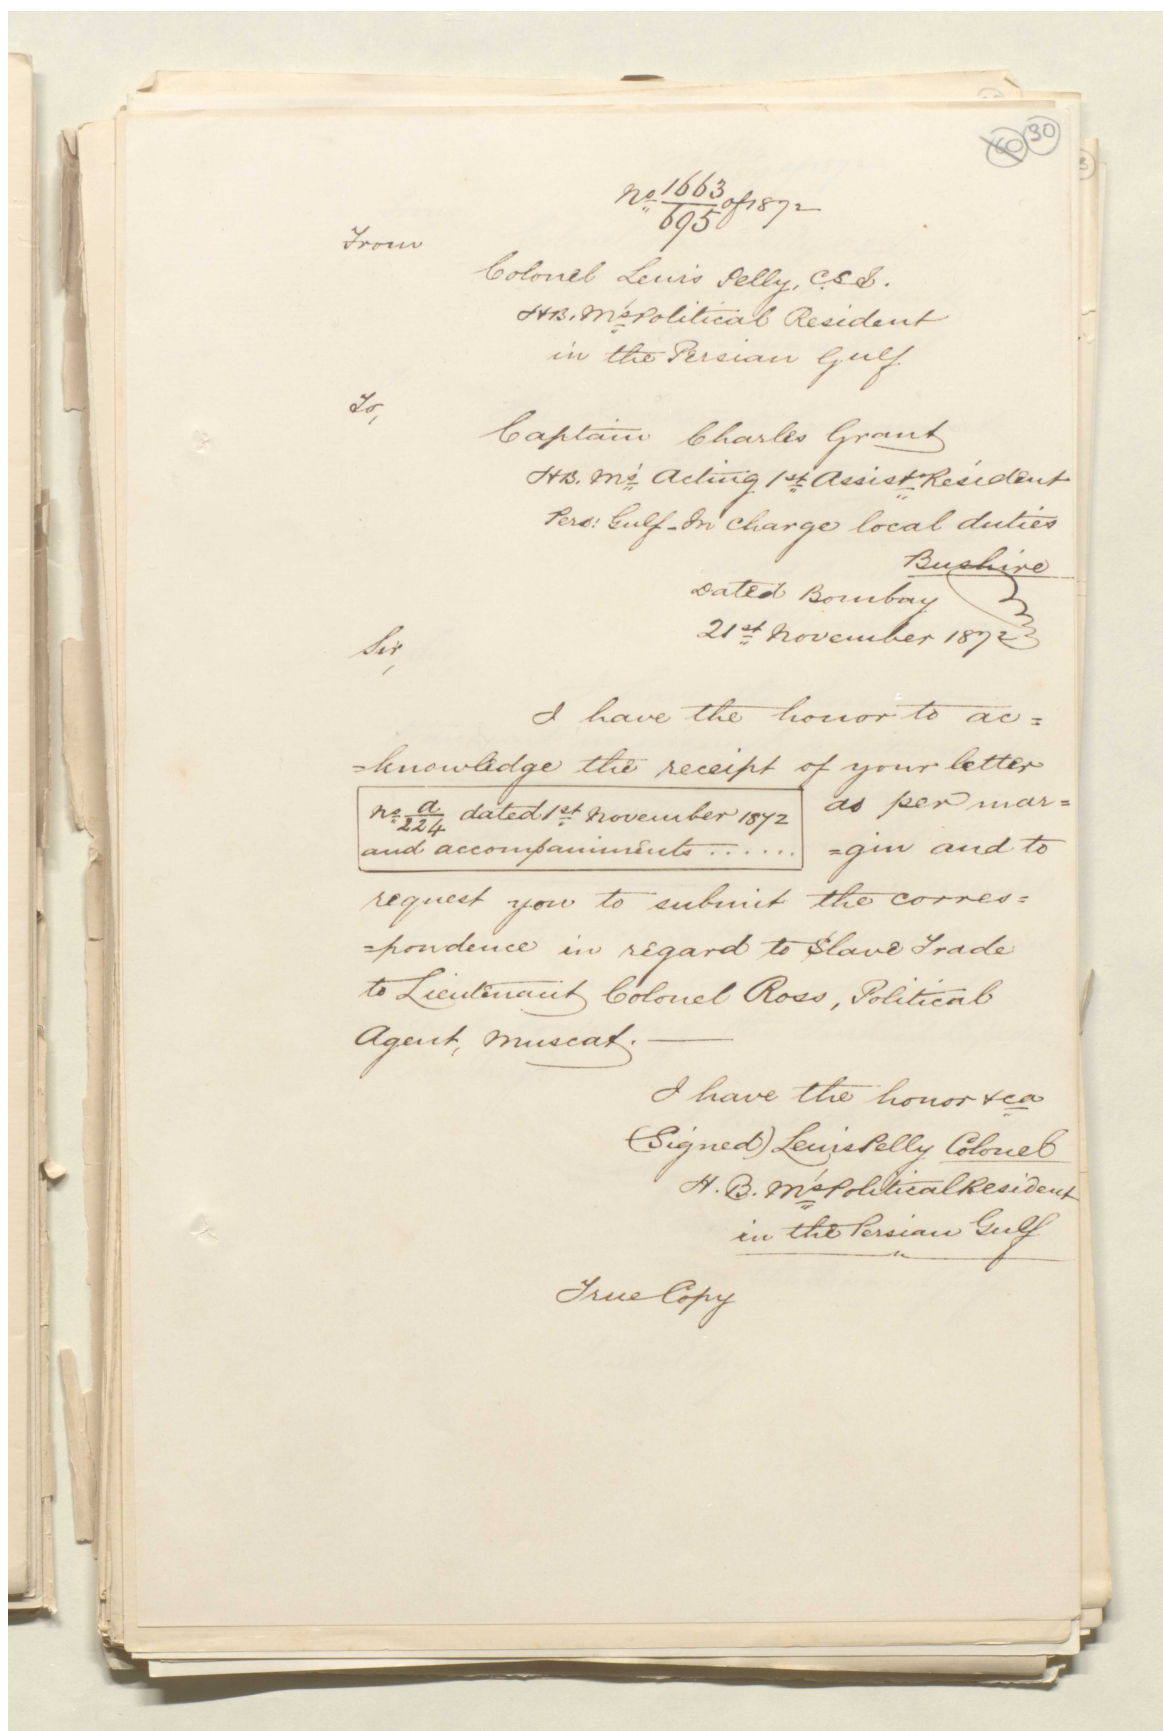 60 30
No 1663/695 of 1872
From
Colonel Lewis Pelly, C.S.I.
H.B.M's Political Resident
in the Persian Gulf
To,
Captain Charles Grant
H.B.M's Acting 1st Assist. Resident
Pers: Gulf - In charge local duties
Bushire
Dated Bombay
21st November 1872
Sir,
I have the honor to ac=
=knowledge the receipt of your letter
No a/224 dated 1st November 1872
and accompaniments ......
as per mar=
=gin and to
request you to submit the corres=
=pondence in regard to Slave Trade
to Lieutenant Colonel Ross, Political
Agent, Muscat. —
I have the honor &ca
(Signed) Lewis Pelly Colonel
H.B.M's Political Resident
in the Persian Gulf
True Copy